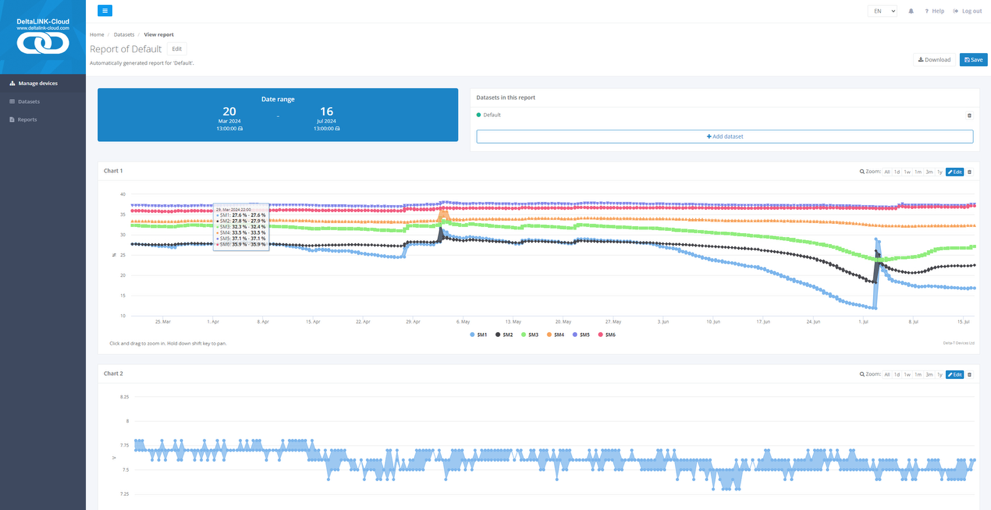 DeltaLINK-Cloud
www.deltalink-cloud.com
EN
Help
Log out
Manage devices
Datasets
Reports
Home / Datasets / View report
Report of Default
Edit
Automatically generated report for 'Default'.
Download
Save
Date range
20 - 16
Mar 2024 Jul 2024
13:00:00 13:00:00
Datasets in this report
Default
Add dataset
Chart 1
Zoom: All 1d 1w 1m 3m 1y Edit
40
35
30
25
20
15
10
%
29. Mar 2024 22:00
SM1: 27.6 % - 27.6 %
SM2: 27.9 % - 27.9 %
SM3: 32.3 % - 32.4 %
SM4: 33.5 % - 33.5 %
SM5: 37.1 % - 37.1 %
SM6: 35.9 % - 35.9 %
25. Mar 1. Apr 8. Apr 15. Apr 22. Apr 29. Apr 6. May 13. May 20. May 27. May 3. Jun 10. Jun 17. Jun 24. Jun 1. Jul 8. Jul 15. Jul
SM1 SM2 SM3 SM4 SM5 SM6
Click and drag to zoom in. Hold down shift key to pan.
Delta-T Devices Ltd
Chart 2
Zoom: All 1d 1w 1m 3m 1y Edit
8.25
8
7.75
7.5
7.25
V